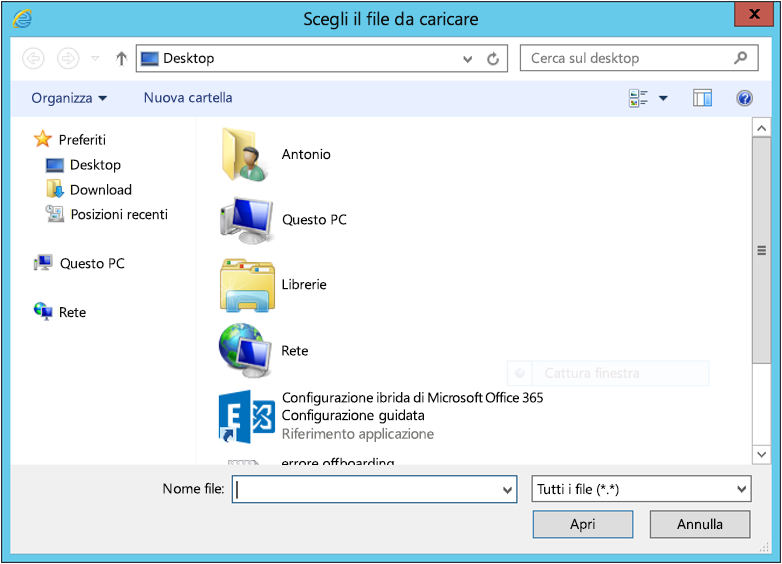 Scegli il file da caricare
X
Desktop
Cerca sul desktop
Organizza
Nuova cartella
Preferiti
Desktop
Download
Posizioni recenti
Questo PC
Rete
Antonio
Questo PC
Librerie
Rete
Cattura finestra
Configurazione ibrida di Microsoft Office 365
Configurazione guidata
Riferimento applicazione
errore offboarding
Nome file:
Tutti i file (*.*)
Apri
Annulla